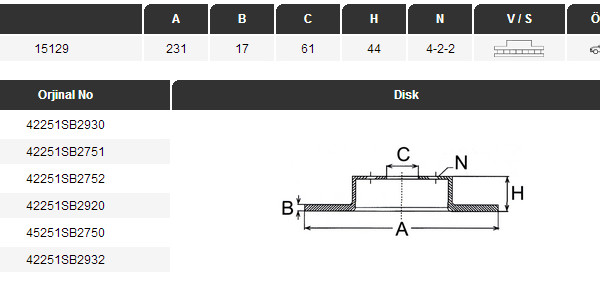 A B C H N V / S Ö
15129 231 17 61 44 4-2-2
Orjinal No Disk
42251SB2930
42251SB2751
42251SB2752
42251SB2920
45251SB2750
42251SB2932
C
N
H
B
A